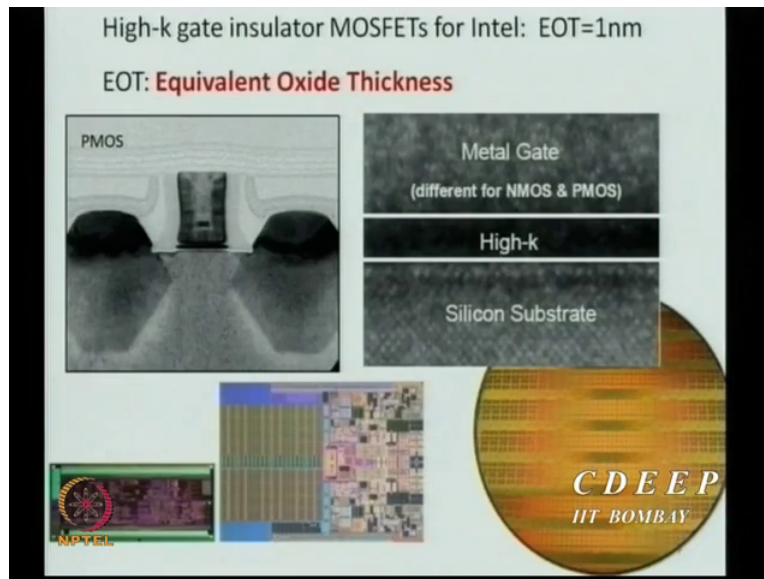 High-k gate insulator MOSFETs for Intel: EOT=1nm
EOT: Equivalent Oxide Thickness
PMOS
Metal Gate
(different for NMOS & PMOS)
High-k
Silicon Substrate
CDEEP
IIT BOMBAY
NPTEL